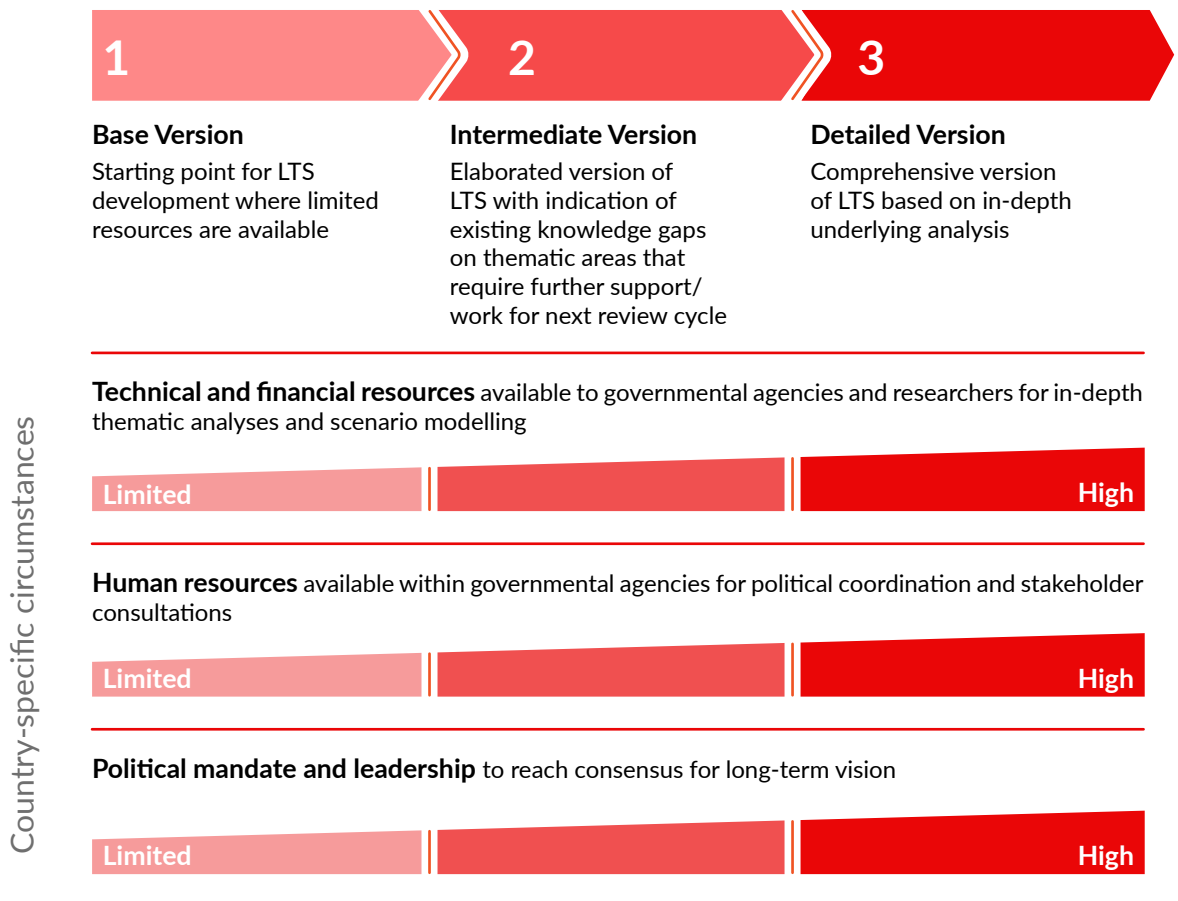 1
2
3
Base Version
Starting point for LTS
development where limited
resources are available
Intermediate Version
Elaborated version of
LTS with indication of
existing knowledge gaps
on thematic areas that
require further support/
work for next review cycle
Detailed Version
Comprehensive version
of LTS based on in-depth
underlying analysis
Country-specific circumstances
Technical and financial resources available to governmental agencies and researchers for in-depth
thematic analyses and scenario modelling
Limited
High
Human resources available within governmental agencies for political coordination and stakeholder
consultations
Limited
High
Political mandate and leadership to reach consensus for long-term vision
Limited
High